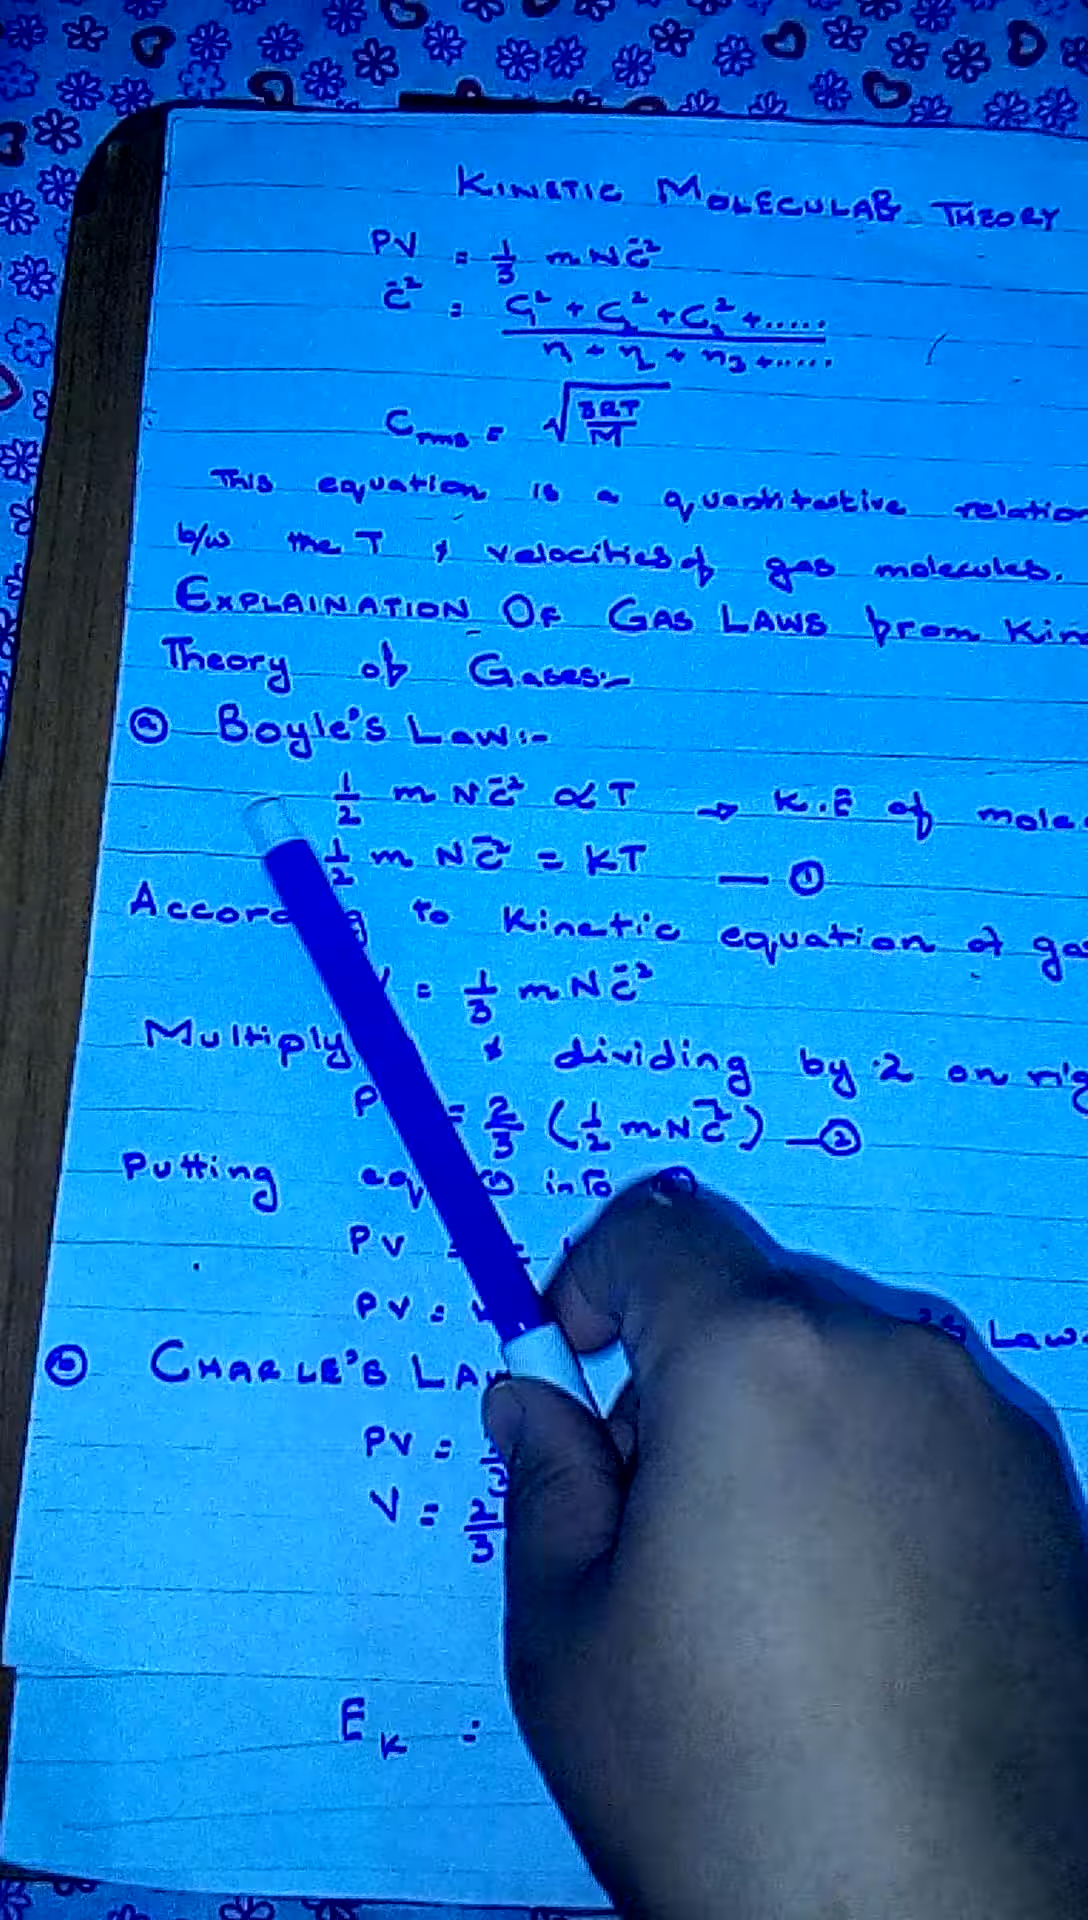 KINETIC MOLECULAR THEORY
PV = 1/3 mNc̄²
c̄² = C₁² + C₂² + C₃² + ..... / n₁ + n₂ + n₃ + .....
Crms = √3RT/M
This equation is a quantitative relation
b/w the T & velocities of gas molecules.
EXPLAINATION OF GAS LAWS from Kin
Theory of Gases:-
ⓐ Boyle's Law:-
1/2 mNc̄² ∝ T → K.E of mole
1/2 mNc̄² = KT — ①
Accor to Kinetic equation of ga
= 1/3 mNc̄²
Multiply & dividing by 2 on rig
P = 2/3 (1/2 mNc̄²) — ②
Putting eq into
PV =
PV = Law
ⓑ CHARLE'S LAW
PV =
V = 2/3
EK =